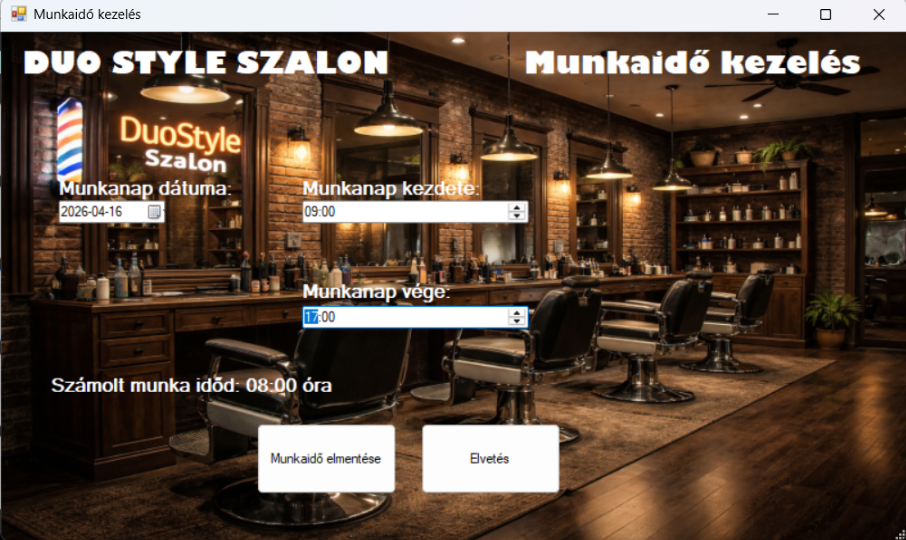 Munkaidő kezelés
DUO STYLE SZALON
Munkaidő kezelés
DuoStyle
Szalon
Munkanap dátuma:
2026-04-16
Munkanap kezdete:
09:00
Munkanap vége:
17:00
Számolt munka időd: 08:00 óra
Munkaidő elmentése
Elvetés